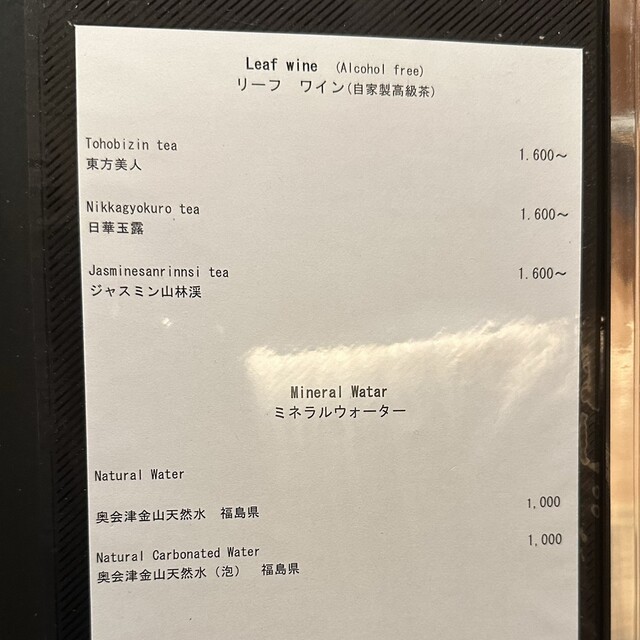 Leaf wine (Alcohol free)
リーフ ワイン(自家製高級茶)
Tohobizin tea
東方美人
1.600～
Nikkagyokuro tea
日華玉露
1.600～
Jasminesanrinnsi tea
ジャスミン山林渓
1.600～
Mineral Watar
ミネラルウォーター
Natural Water
奥会津金山天然水 福島県
1,000
Natural Carbonated Water
奥会津金山天然水（泡） 福島県
1,000